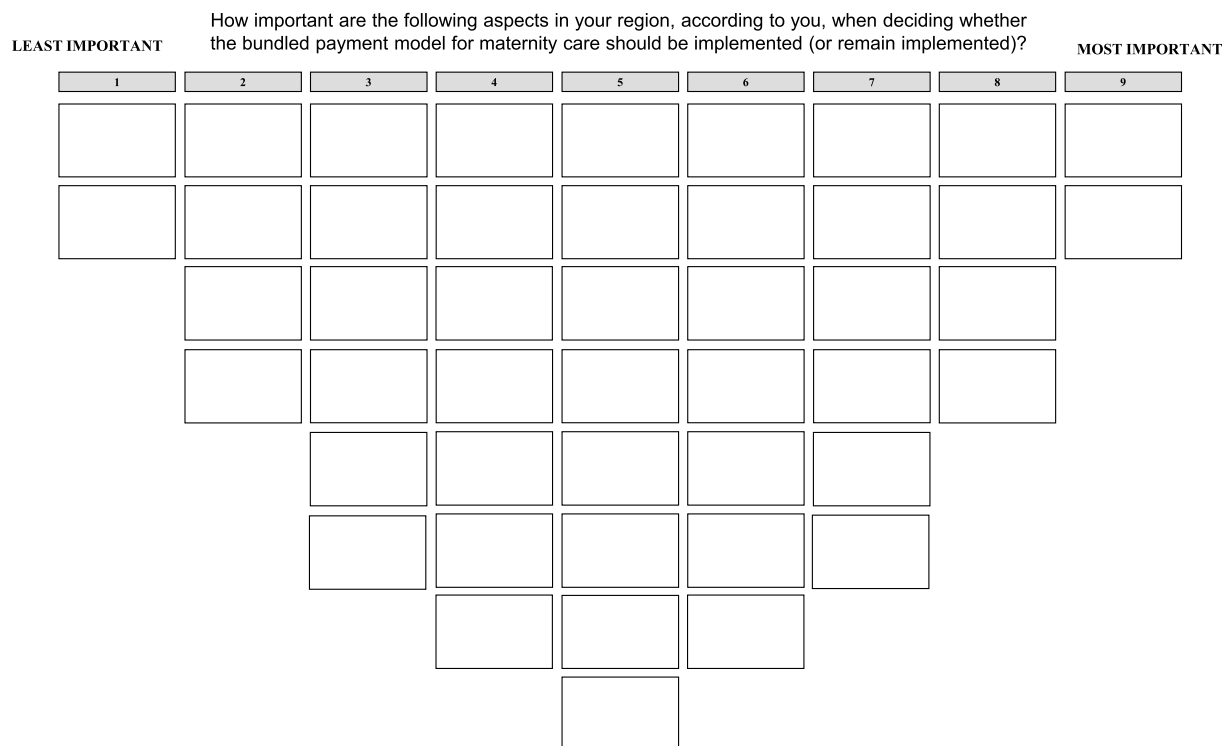 How important are the following aspects in your region, according to you, when deciding whether
the bundled payment model for maternity care should be implemented (or remain implemented)?
LEAST IMPORTANT
MOST IMPORTANT
1 2 3 4 5 6 7 8 9